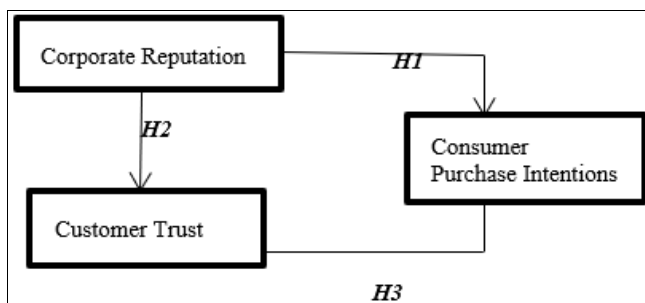 Corporate Reputation
H1
H2
Consumer
Purchase Intentions
Customer Trust
H3